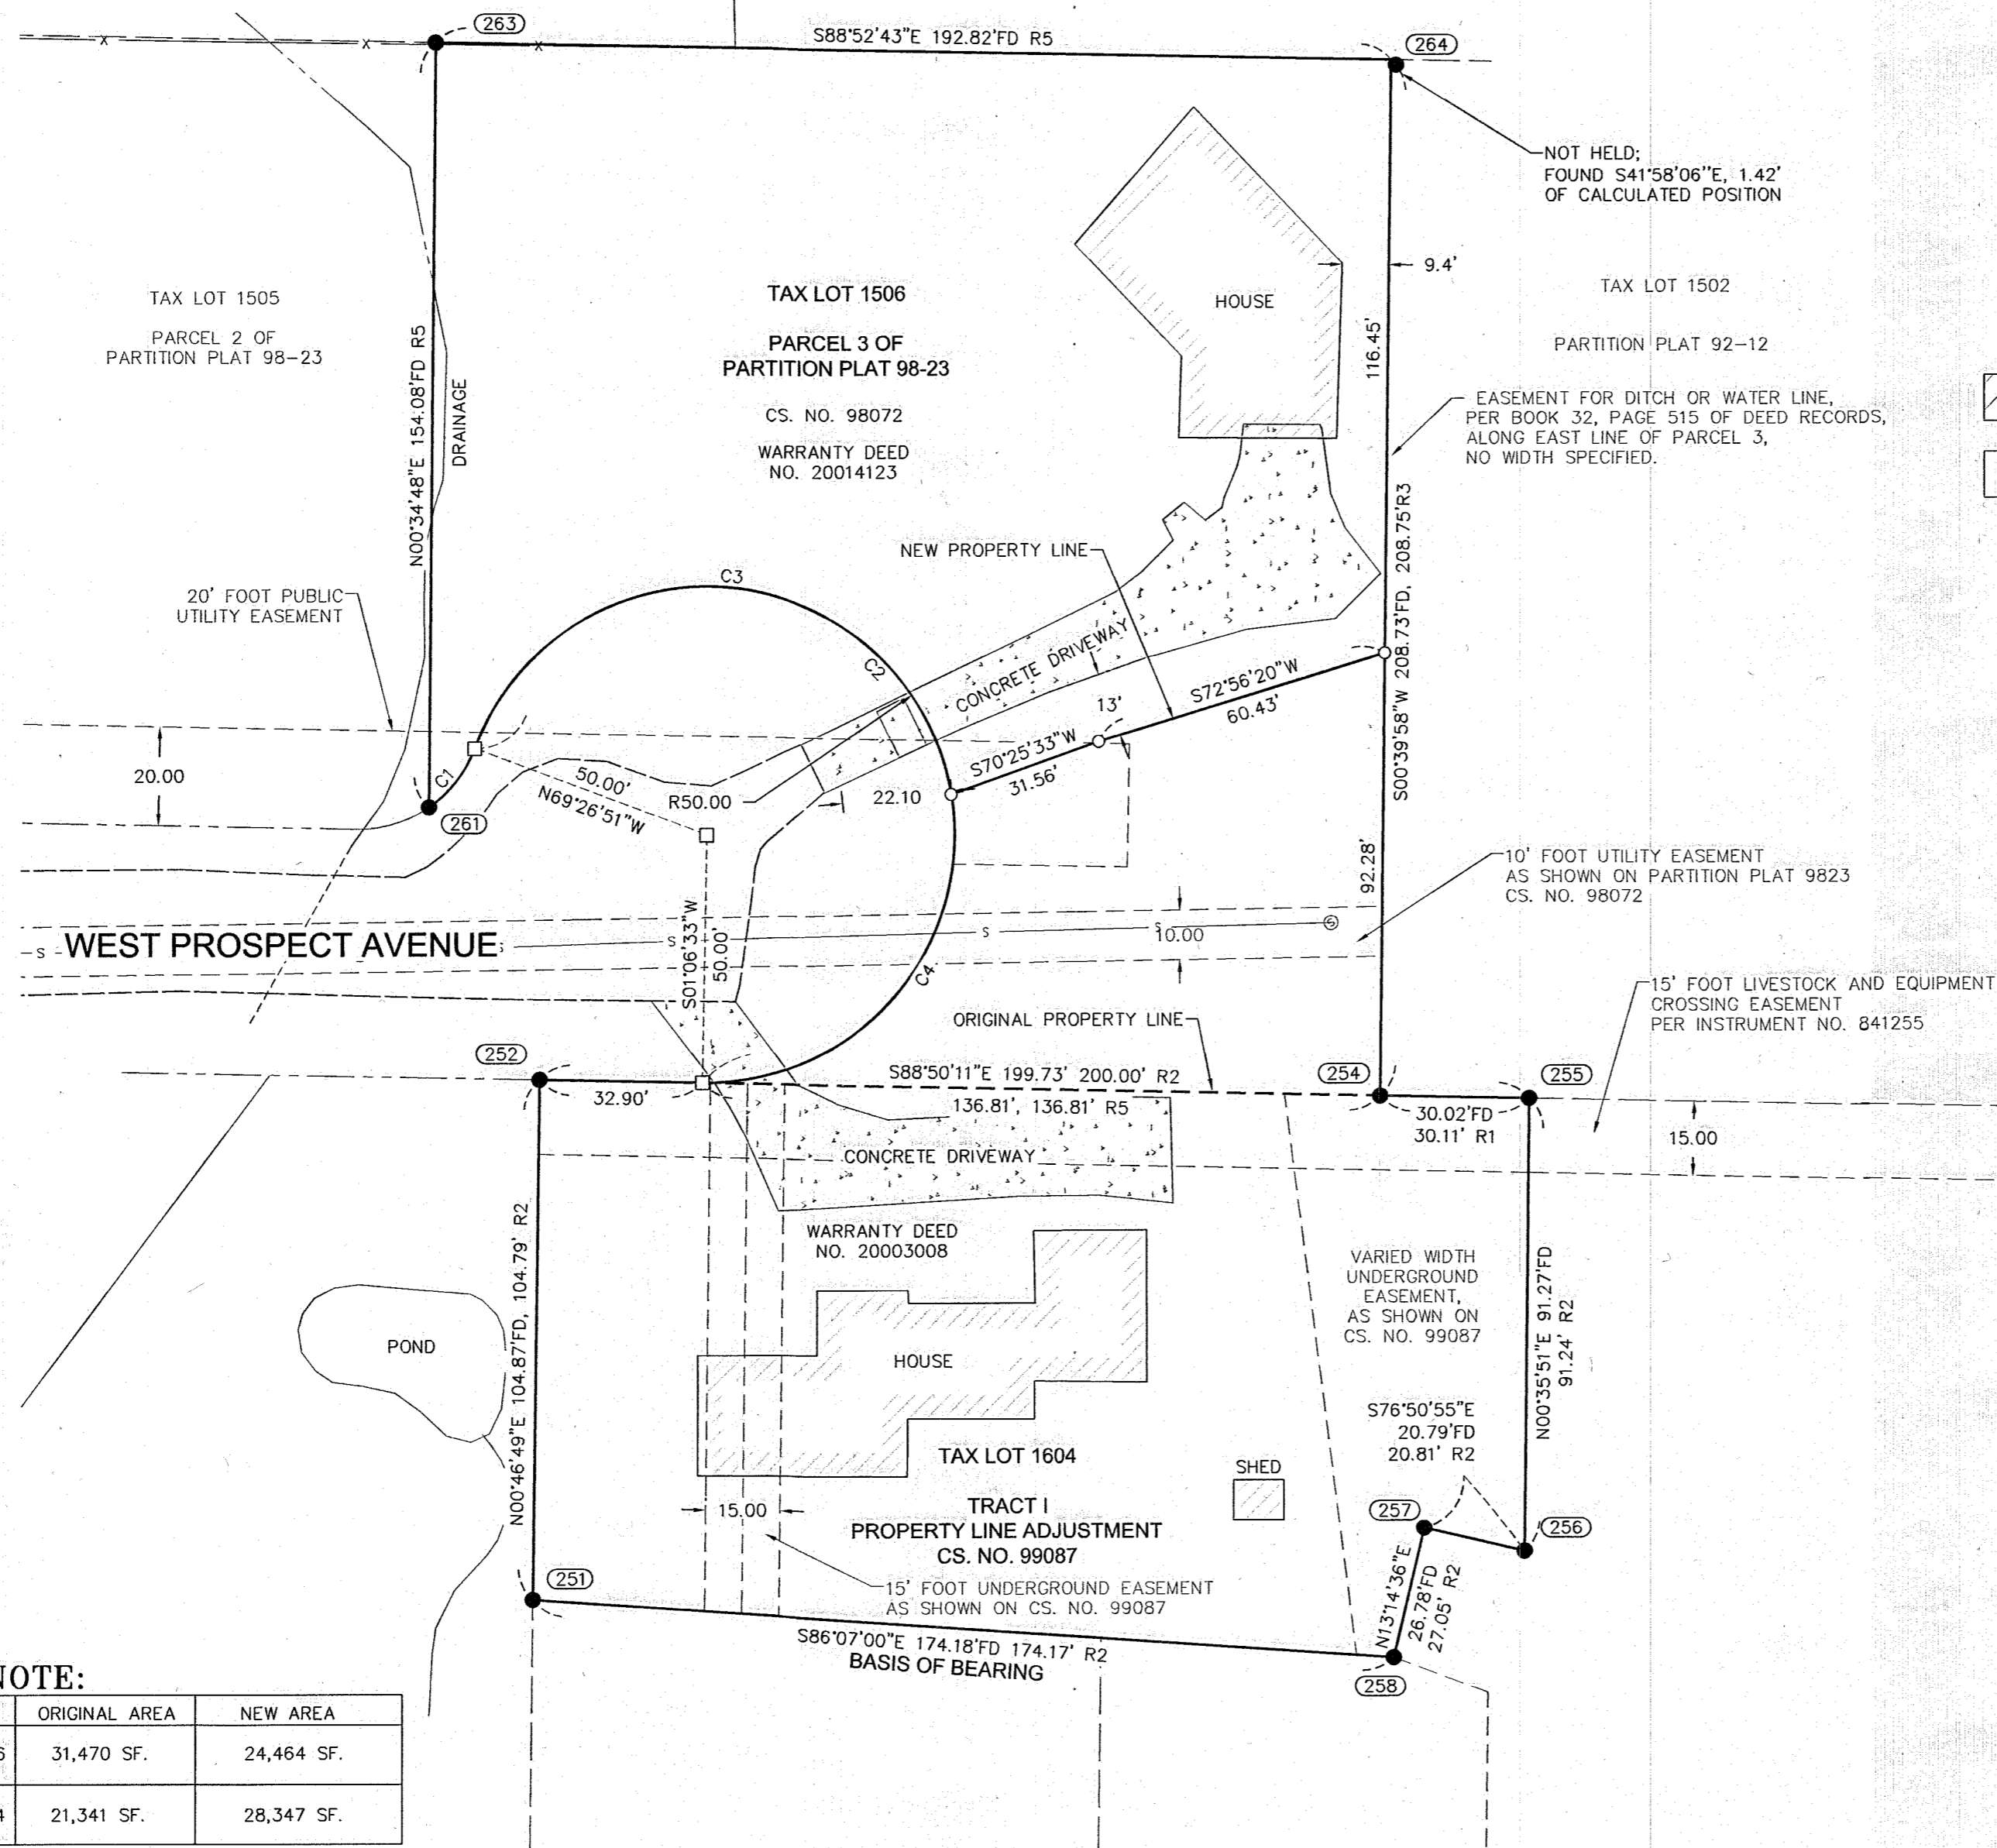 263
S88°52'43"E 192.82'FD R5
264
NOT HELD;
FOUND S41°58'06"E, 1.42'
OF CALCULATED POSITION
TAX LOT 1505
PARCEL 2 OF
PARTITION PLAT 98-23
TAX LOT 1506
PARCEL 3 OF
PARTITION PLAT 98-23
CS. NO. 98072
WARRANTY DEED
NO. 20014123
HOUSE
9.4'
TAX LOT 1502
PARTITION PLAT 92-12
116.45'
N00°34'48"E 154.08'FD R5
DRAINAGE
EASEMENT FOR DITCH OR WATER LINE,
PER BOOK 32, PAGE 515 OF DEED RECORDS,
ALONG EAST LINE OF PARCEL 3,
NO WIDTH SPECIFIED.
S00°39'58"W 208.73'FD, 208.75'R3
NEW PROPERTY LINE
20' FOOT PUBLIC
UTILITY EASEMENT
C3
C2
CONCRETE DRIVEWAY
13'
S72°56'20"W
60.43'
S70°25'33"W
31.56'
20.00
C1
50.00'
N69°26'51"W
R50.00
22.10
261
92.28'
10' FOOT UTILITY EASEMENT
AS SHOWN ON PARTITION PLAT 9823
CS. NO. 98072
WEST PROSPECT AVENUE
S S S S S
S
10.00
S01°06'33"W
50.00'
C4
15' FOOT LIVESTOCK AND EQUIPMENT
CROSSING EASEMENT
PER INSTRUMENT NO. 841255
ORIGINAL PROPERTY LINE
252
32.90'
S88°50'11"E 199.73' 200.00' R2
136.81', 136.81' R5
254
255
30.02'FD
30.11' R1
15.00
CONCRETE DRIVEWAY
N00°46'49"E 104.87'FD, 104.79' R2
WARRANTY DEED
NO. 20003008
VARIED WIDTH
UNDERGROUND
EASEMENT,
AS SHOWN ON
CS. NO. 99087
N00°35'51"E 91.27'FD
91.24' R2
POND
HOUSE
S76°50'55"E
20.79'FD
20.81' R2
TAX LOT 1604
SHED
15.00
TRACT I
PROPERTY LINE ADJUSTMENT
CS. NO. 99087
257
256
251
15' FOOT UNDERGROUND EASEMENT
AS SHOWN ON CS. NO. 99087
N13°14'36"E
26.78'FD
27.05' R2
S86°07'00"E 174.18'FD 174.17' R2
BASIS OF BEARING
258
NOTE:
ORIGINAL AREA NEW AREA
6 31,470 SF. 24,464 SF.
4 21,341 SF. 28,347 SF.